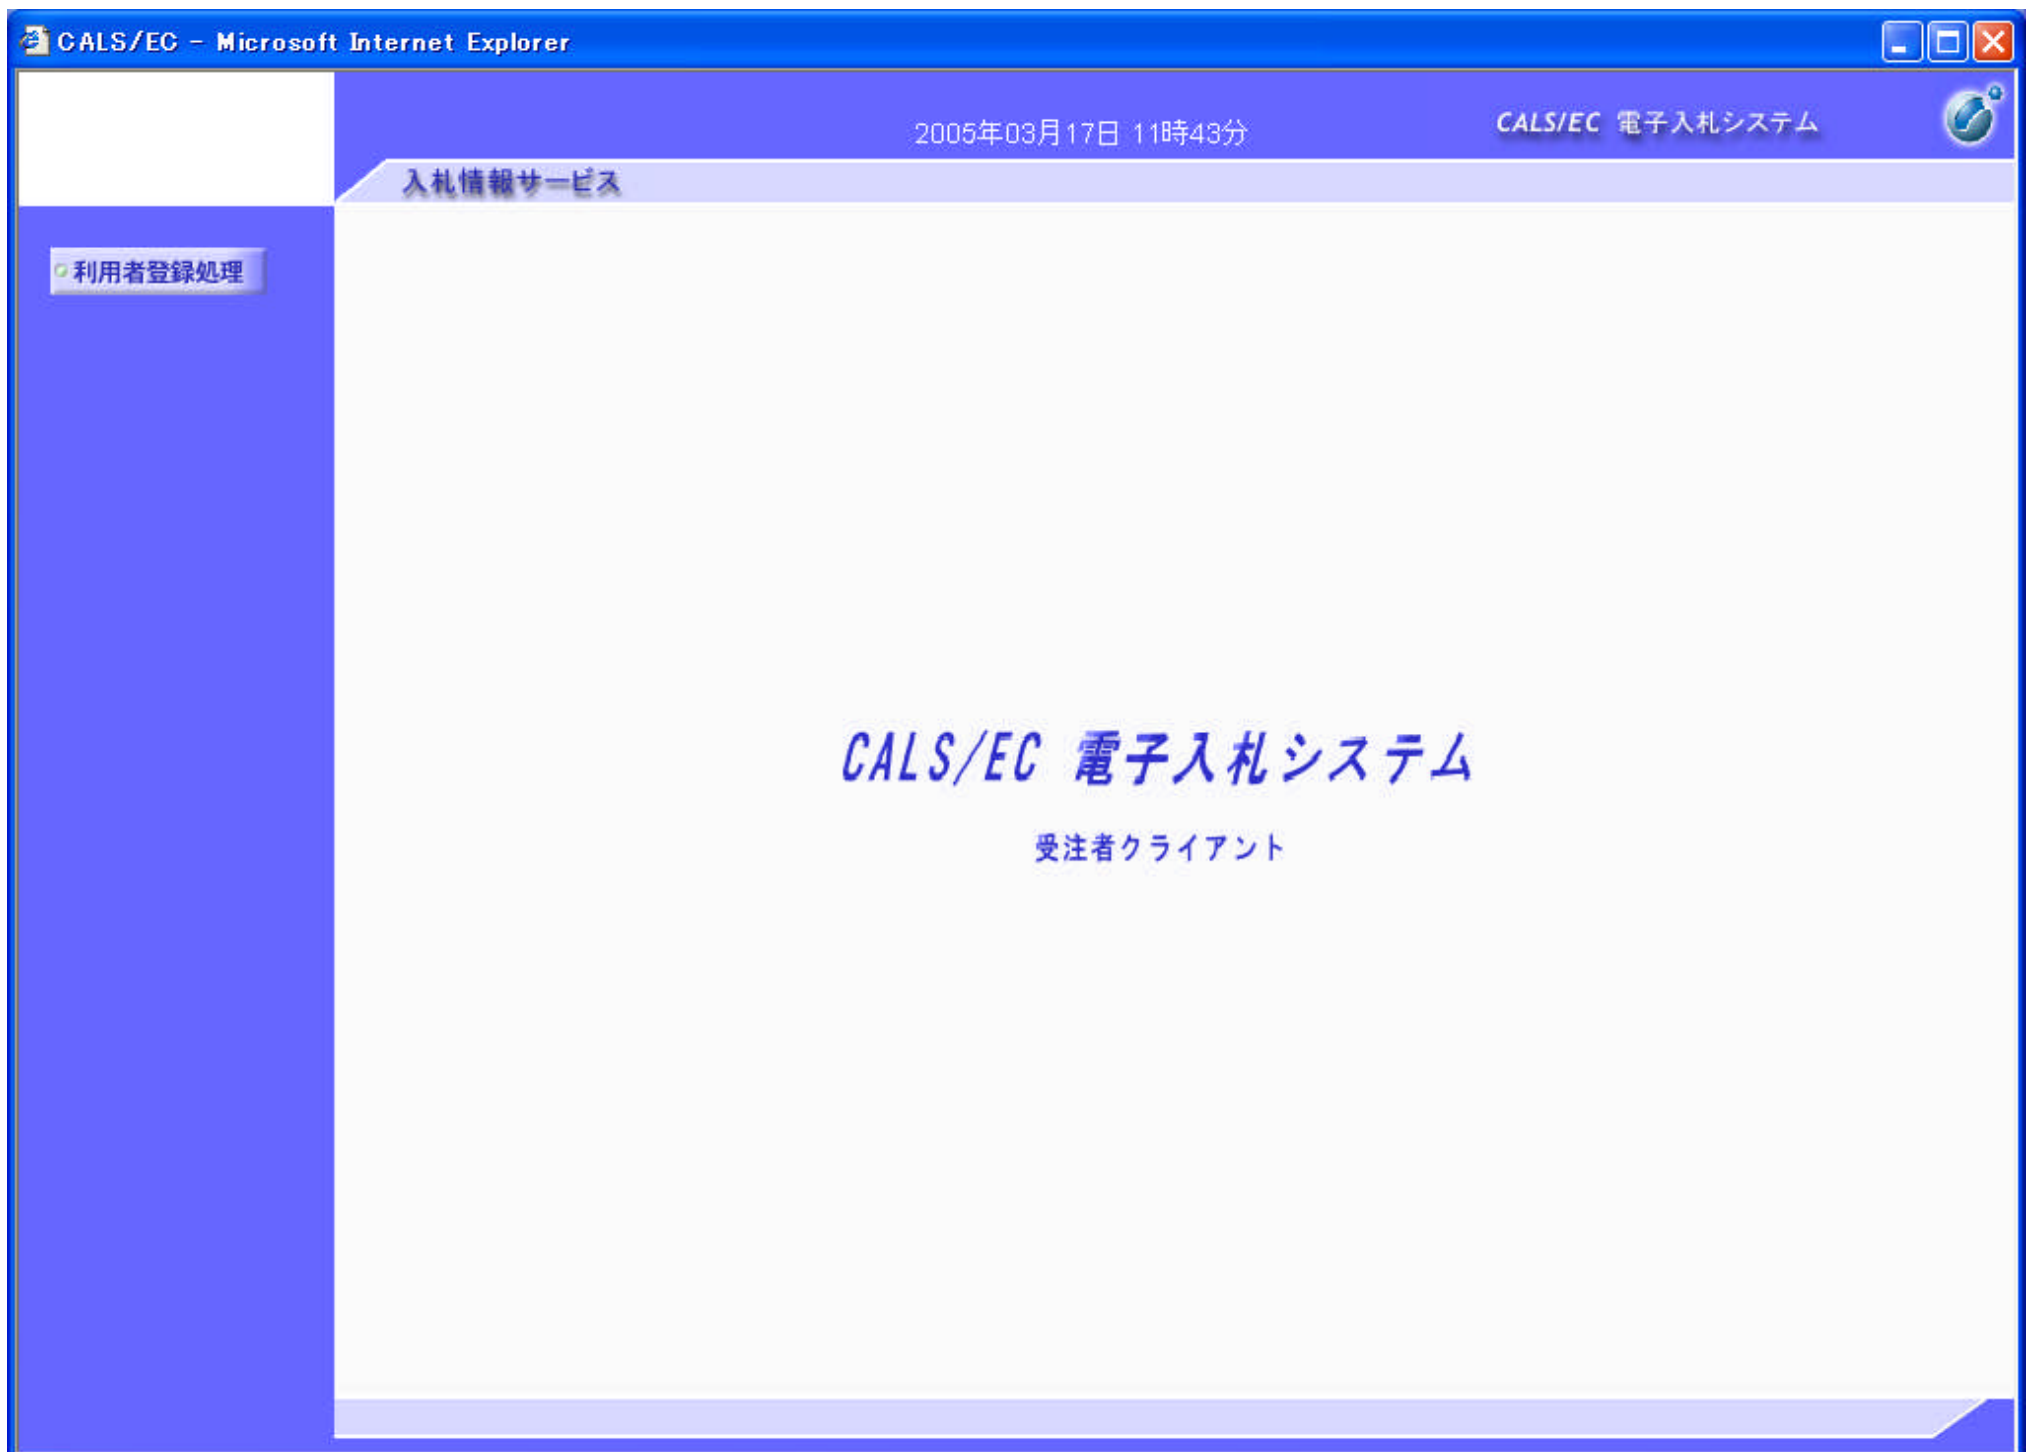 CALS/EC - Microsoft Internet Explorer
2005年03月17日 11時43分
CALS/EC 電子入札システム
入札情報サービス
利用者登録処理
CALS/EC 電子入札システム
受注者クライアント